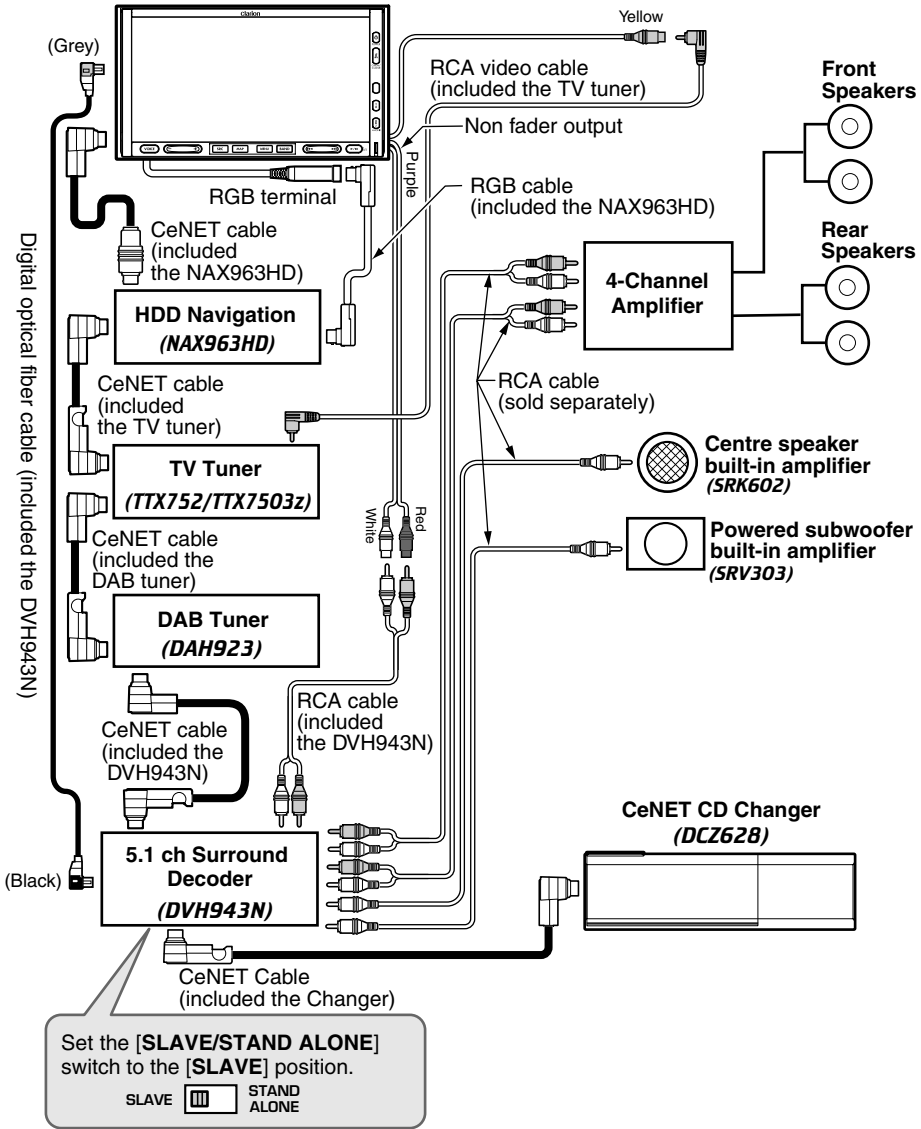 Clarion
Yellow
(Grey)
RCA video cable
(included the TV tuner)
Front
Speakers
Non fader output
Purple
RGB terminal
RGB cable
(included the NAX963HD)
CeNET cable
(included
the NAX963HD)
Rear
Speakers
4-Channel
Amplifier
Digital optical fiber cable (included the DVH943N)
HDD Navigation
(NAX963HD)
CeNET cable
(included
the TV tuner)
RCA cable
(sold separately)
TV Tuner
(TTX752/TTX7503z)
Centre speaker
built-in amplifier
(SRK602)
White
Red
Powered subwoofer
built-in amplifier
(SRV303)
CeNET cable
(included the
DAB tuner)
DAB Tuner
(DAH923)
RCA cable
(included
the DVH943N)
CeNET cable
(included the
DVH943N)
CeNET CD Changer
(DCZ628)
5.1 ch Surround
Decoder
(DVH943N)
(Black)
CeNET Cable
(included the Changer)
Set the [SLAVE/STAND ALONE]
switch to the [SLAVE] position.
SLAVE
STAND
ALONE